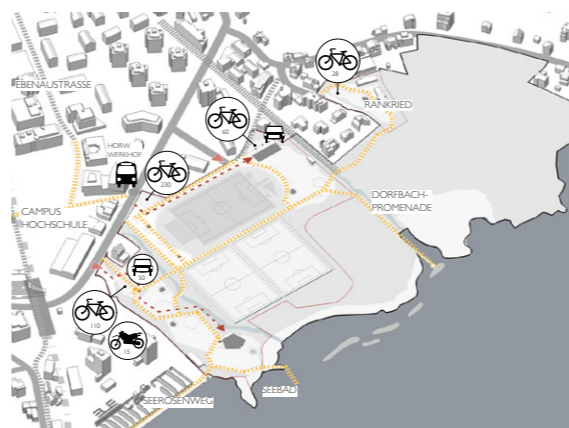 28
EBENAUSTRASSE
RANKRIED
60
HORW
WERKHOF
230
DORFBACH-
PROMENADE
CAMPUS
HOCHSCHULE
50
110
15
SEEBAD
SEEROSENWEG